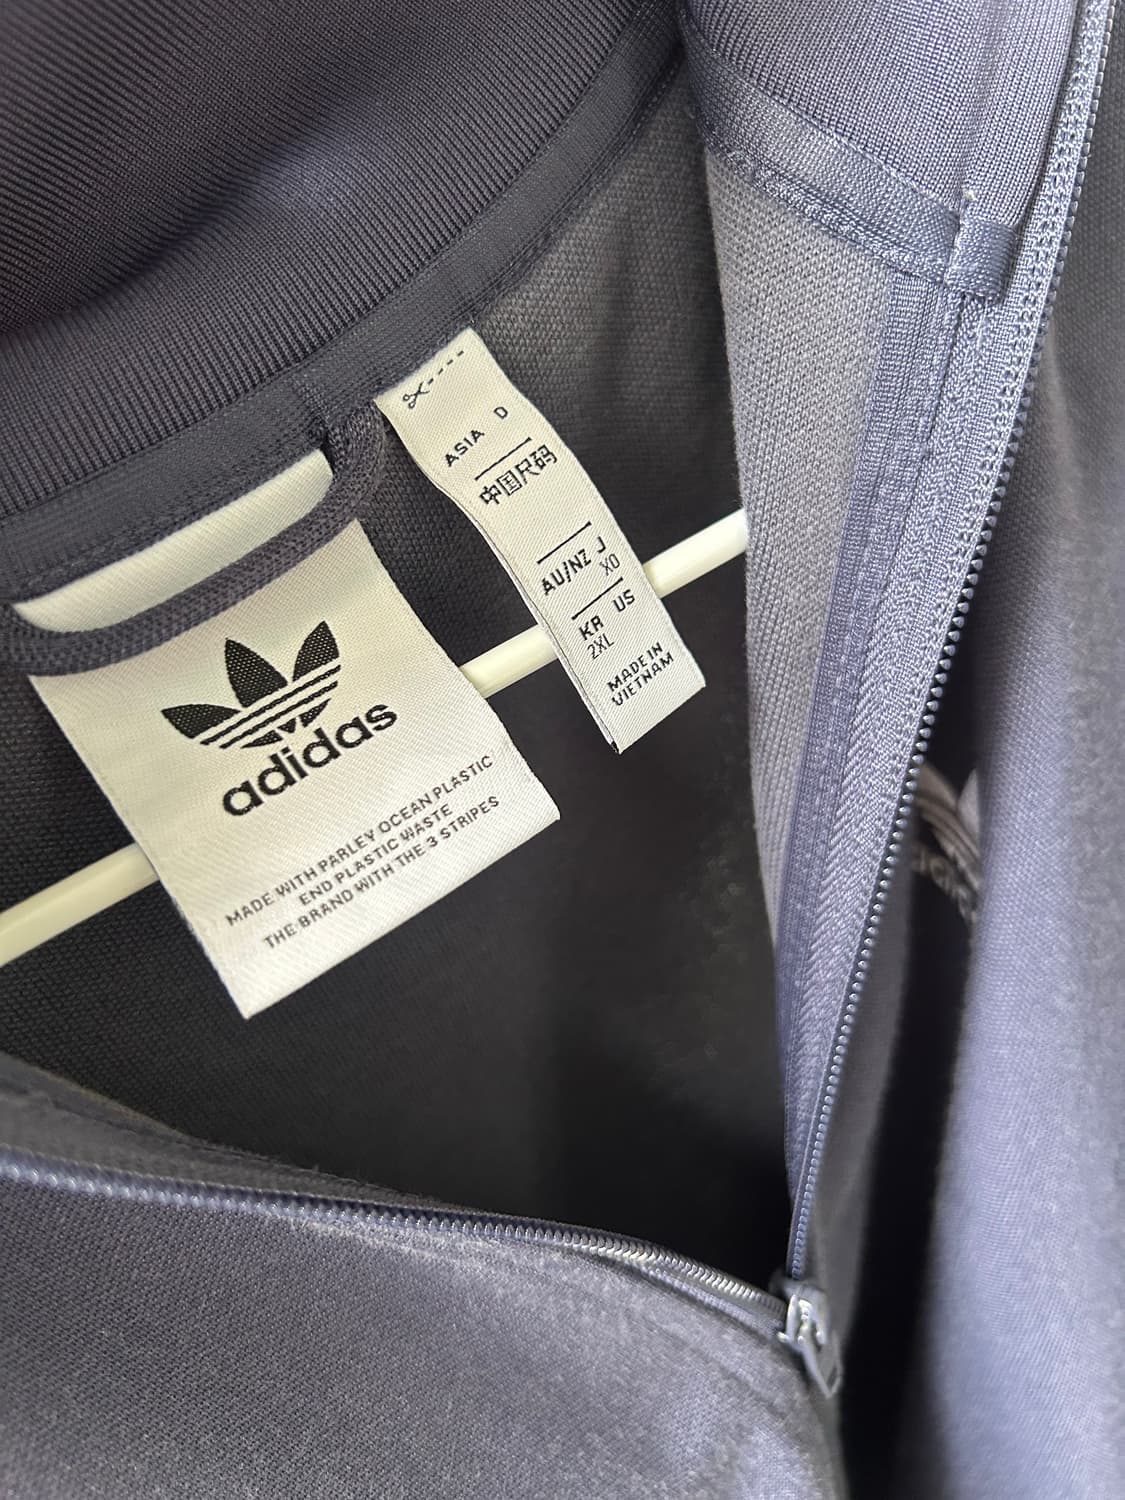 adidas
MADE WITH PARLEY OCEAN PLASTIC
END PLASTIC WASTE
THE BRAND WITH THE 3 STRIPES
ASIA D
中国尺码
AU/NZ J
XO
KR US
2XL
MADE IN
VIETNAM